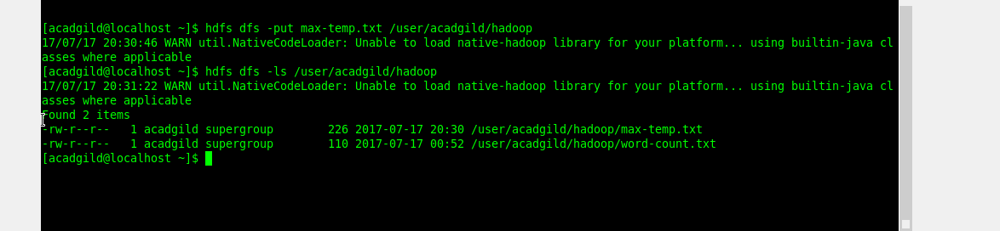 [acadgild@localhost ~]$ hdfs dfs -put max-temp.txt /user/acadgild/hadoop
17/07/17 20:30:46 WARN util.NativeCodeLoader: Unable to load native-hadoop library for your platform... using builtin-java cl
asses where applicable
[acadgild@localhost ~]$ hdfs dfs -ls /user/acadgild/hadoop
17/07/17 20:31:22 WARN util.NativeCodeLoader: Unable to load native-hadoop library for your platform... using builtin-java cl
asses where applicable
Found 2 items
-rw-r--r--   1 acadgild supergroup        226 2017-07-17 20:30 /user/acadgild/hadoop/max-temp.txt
-rw-r--r--   1 acadgild supergroup        110 2017-07-17 00:52 /user/acadgild/hadoop/word-count.txt
[acadgild@localhost ~]$